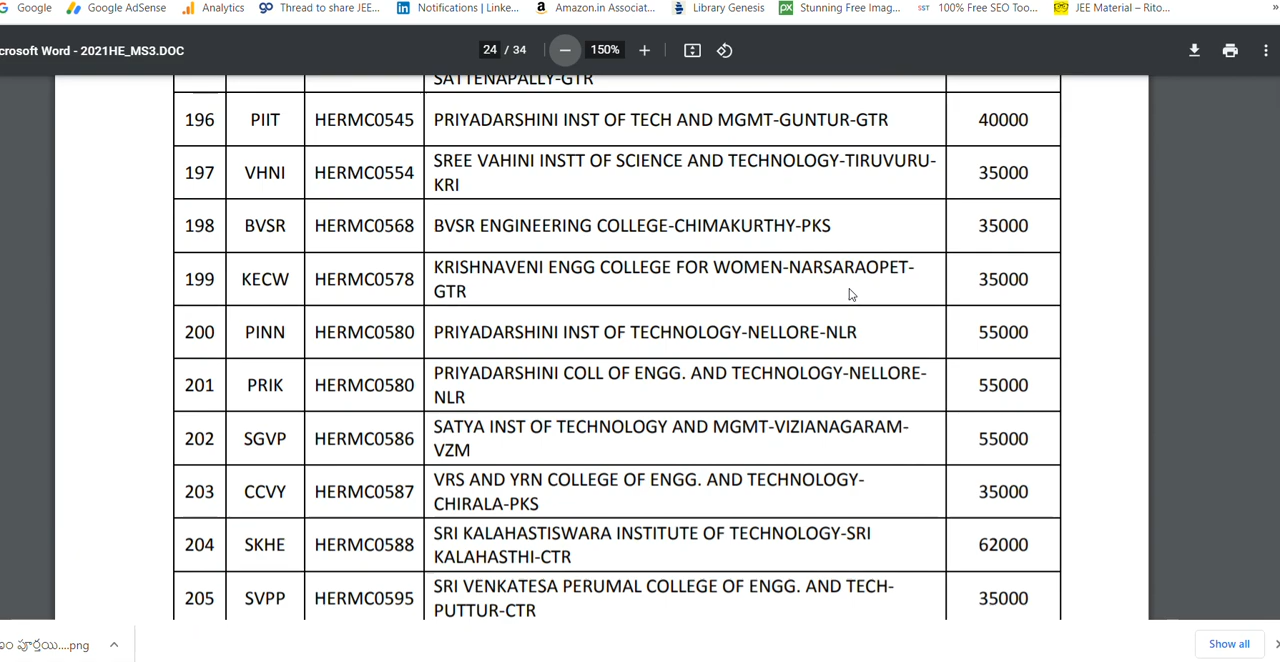 Google
Google AdSense
Analytics
Thread to share JEE...
Notifications | Linke...
Amazon.in Associat...
Library Genesis
Stunning Free Imag...
SST 100% Free SEO Too...
JEE Material – Rito...
»
crosoft Word - 2021HE_MS3.DOC
24 / 34
150%
SATTENAPALLY-GTR
196 PIIT HERMC0545 PRIYADARSHINI INST OF TECH AND MGMT-GUNTUR-GTR 40000
197 VHNI HERMC0554 SREE VAHINI INSTT OF SCIENCE AND TECHNOLOGY-TIRUVURU-
KRI 35000
198 BVSR HERMC0568 BVSR ENGINEERING COLLEGE-CHIMAKURTHY-PKS 35000
199 KECW HERMC0578 KRISHNAVENI ENGG COLLEGE FOR WOMEN-NARSARAOPET-
GTR 35000
200 PINN HERMC0580 PRIYADARSHINI INST OF TECHNOLOGY-NELLORE-NLR 55000
201 PRIK HERMC0580 PRIYADARSHINI COLL OF ENGG. AND TECHNOLOGY-NELLORE-
NLR 55000
202 SGVP HERMC0586 SATYA INST OF TECHNOLOGY AND MGMT-VIZIANAGARAM-
VZM 55000
203 CCVY HERMC0587 VRS AND YRN COLLEGE OF ENGG. AND TECHNOLOGY-
CHIRALA-PKS 35000
204 SKHE HERMC0588 SRI KALAHASTISWARA INSTITUTE OF TECHNOLOGY-SRI
KALAHASTHI-CTR 62000
205 SVPP HERMC0595 SRI VENKATESA PERUMAL COLLEGE OF ENGG. AND TECH-
PUTTUR-CTR 35000
ణం పూర్తయి....png
Show all